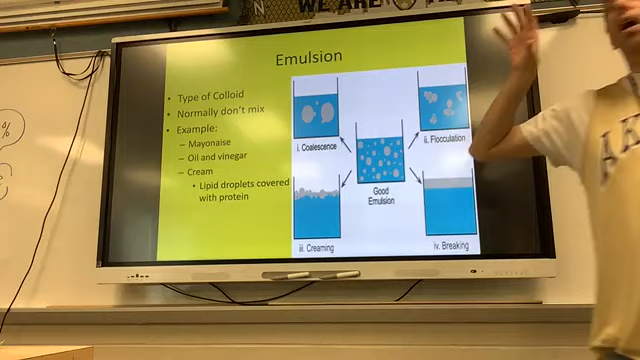 WE ARE
N
Emulsion
• Type of Colloid
• Normally don't mix
• Example:
– Mayonaise
– Oil and vinegar
– Cream
• Lipid droplets covered
with protein
i. Coalescence
ii. Flocculation
Good
Emulsion
iii. Creaming
iv. Breaking
%